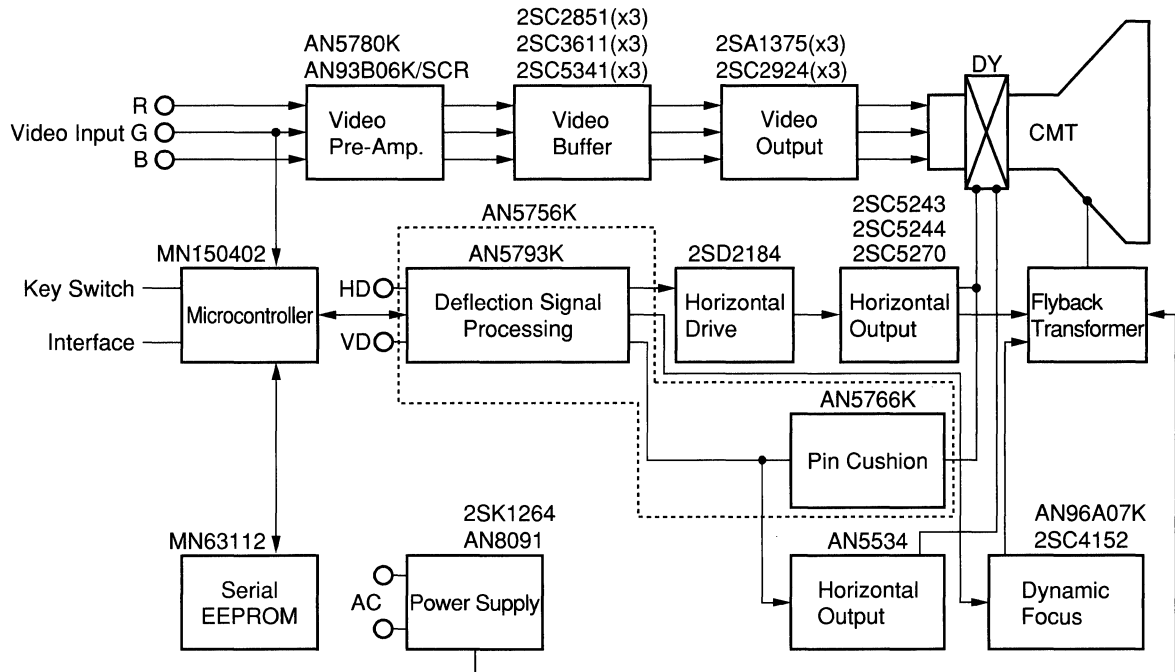 AN5780K
AN93B06K/SCR
2SC2851(x3)
2SC3611(x3)
2SC5341(x3)
2SA1375(x3)
2SC2924(x3)
DY
R
Video Input G
B
Video
Pre-Amp.
Video
Buffer
Video
Output
CMT
AN5756K
2SC5243
2SC5244
2SC5270
MN150402
AN5793K
2SD2184
Key Switch
Interface
Microcontroller
HD
VD
Deflection Signal
Processing
Horizontal
Drive
Horizontal
Output
Flyback
Transformer
AN5766K
Pin Cushion
MN63112
2SK1264
AN8091
AN5534
AN96A07K
2SC4152
Serial
EEPROM
AC
Power Supply
Horizontal
Output
Dynamic
Focus